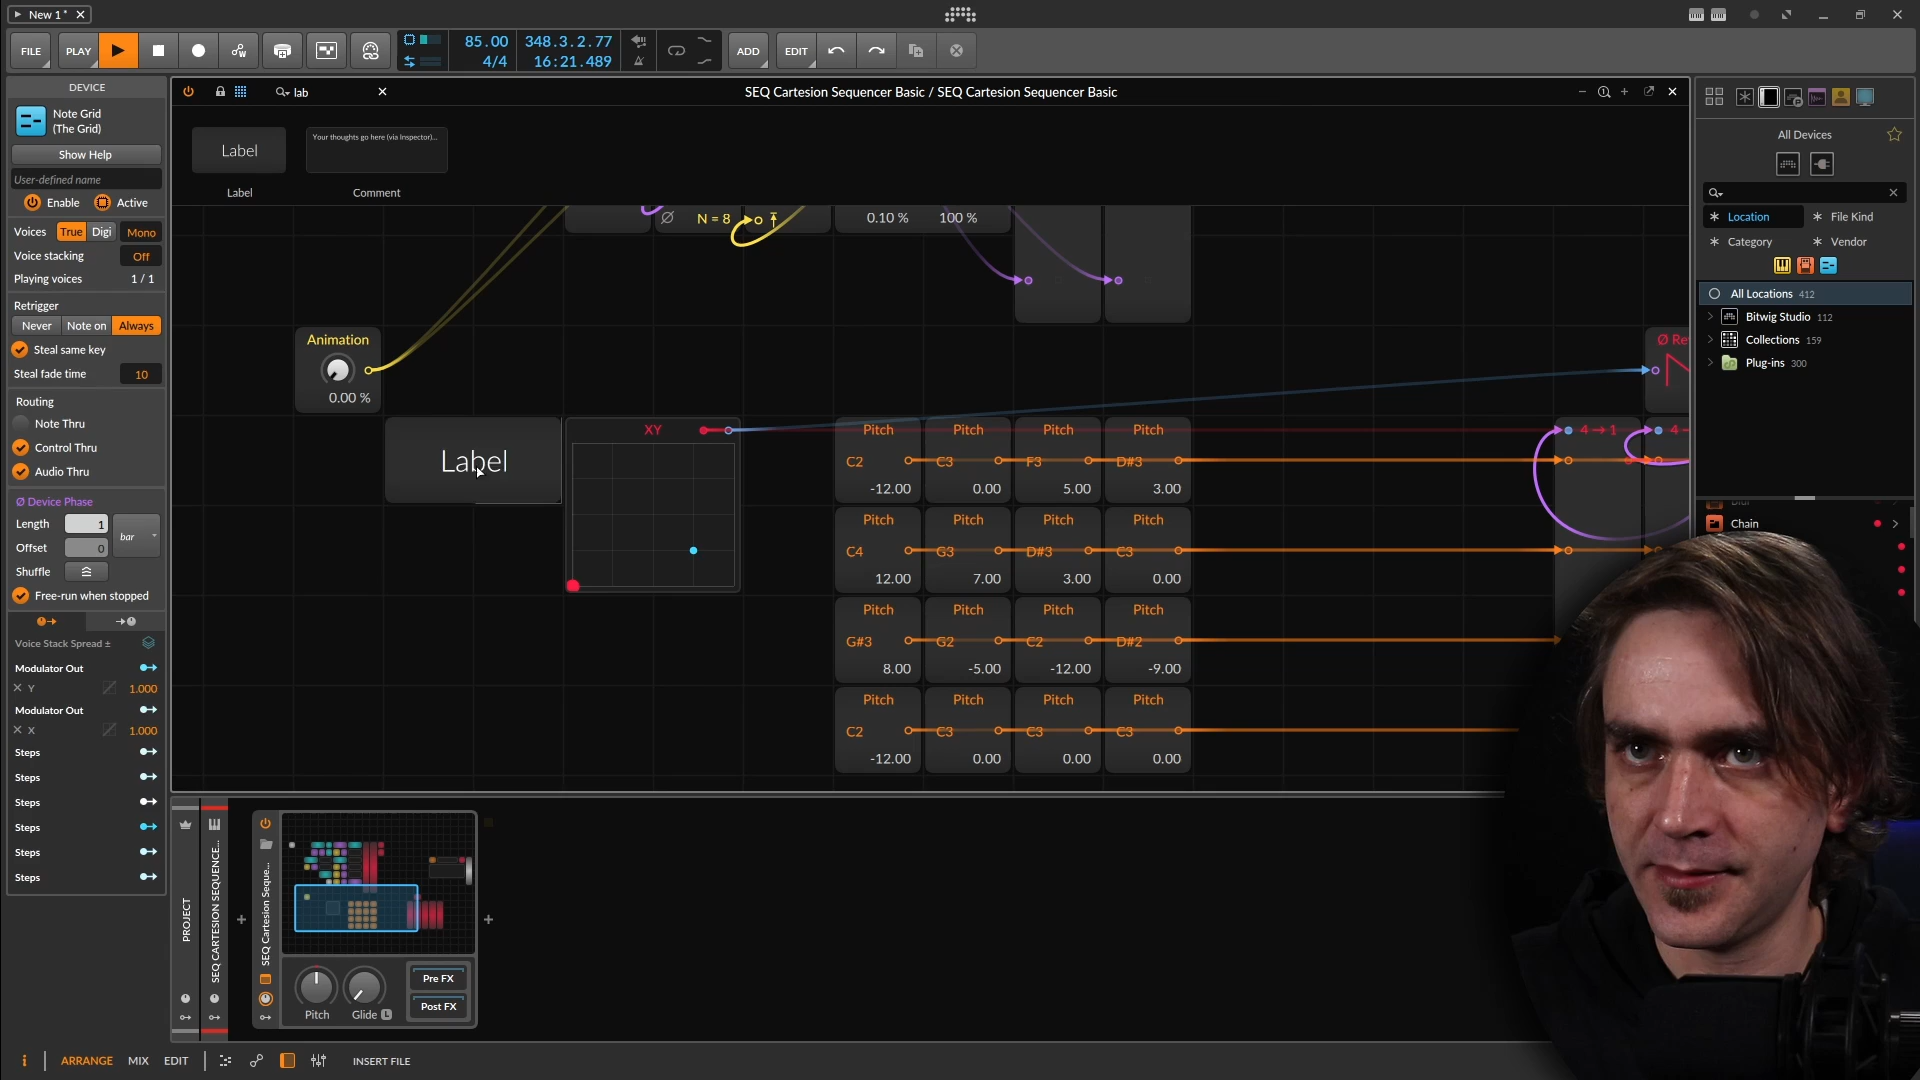 New 1*
FILE
PLAY
85.00
4/4
348.3.2.77
16:21.489
ADD
EDIT
DEVICE
Note Grid
(The Grid)
Show Help
User-defined name
Enable
Active
Voices
True
Digi
Mono
Voice stacking
Off
Playing voices
1 / 1
Retrigger
Never
Note on
Always
Steal same key
Steal fade time
10
Routing
Note Thru
Control Thru
Audio Thru
Ø Device Phase
Length
1
bar
Offset
0
Shuffle
Free-run when stopped
Voice Stack Spread ±
Modulator Out
Y
1.000
Modulator Out
X
1.000
Steps
Steps
Steps
Steps
Steps
Steps
lab
SEQ Cartesion Sequencer Basic / SEQ Cartesion Sequencer Basic
Label
Your thoughts go here (via Inspector)...
Label
Comment
N = 8
0.10 %
100 %
Animation
0.00 %
Label
XY
Ø Re
4 → 1
Pitch
Pitch
Pitch
Pitch
C2
C3
F3
D#3
-12.00
0.00
5.00
3.00
Pitch
Pitch
Pitch
Pitch
C4
G3
D#3
C3
12.00
7.00
3.00
0.00
Pitch
Pitch
Pitch
Pitch
G#3
G2
C2
D#2
8.00
-5.00
-12.00
-9.00
Pitch
Pitch
Pitch
Pitch
C2
C3
C3
C3
-12.00
0.00
0.00
0.00
All Devices
Location
File Kind
Category
Vendor
All Locations 412
Bitwig Studio 112
Collections 159
Plug-ins 300
Chain
PROJECT
SEQ CARTESION SEQUENCE...
SEQ Cartesion Seque...
Pitch
Glide
L
Pre FX
Post FX
i
ARRANGE
MIX
EDIT
INSERT FILE